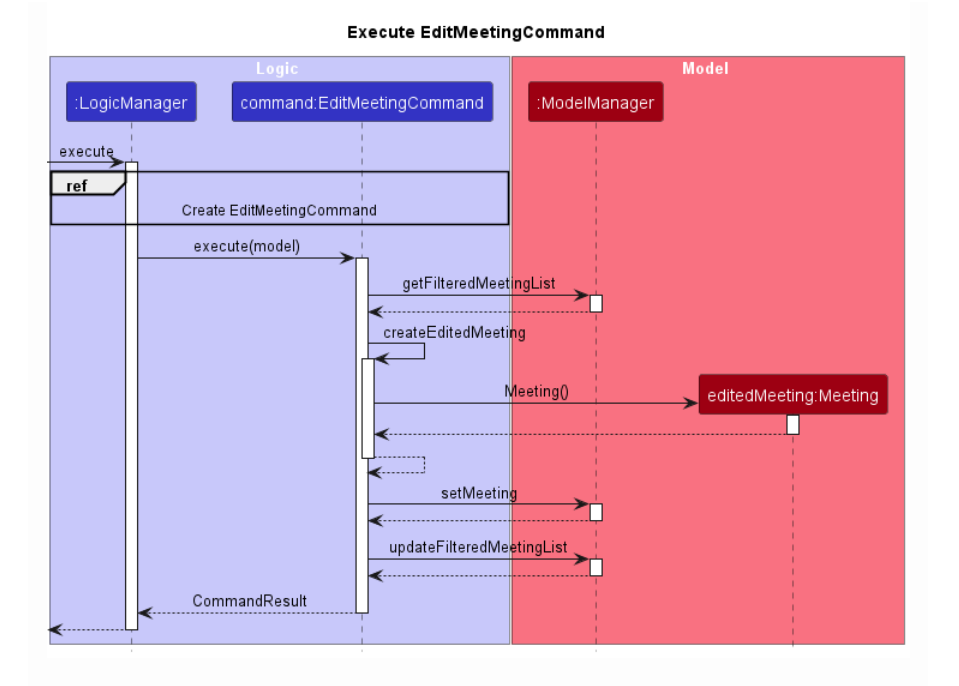 Execute EditMeetingCommand
Logic
Model
:LogicManager
command:EditMeetingCommand
:ModelManager
execute
ref
Create EditMeetingCommand
execute(model)
getFilteredMeetingList
createEditedMeeting
Meeting()
editedMeeting:Meeting
setMeeting
updateFilteredMeetingList
CommandResult